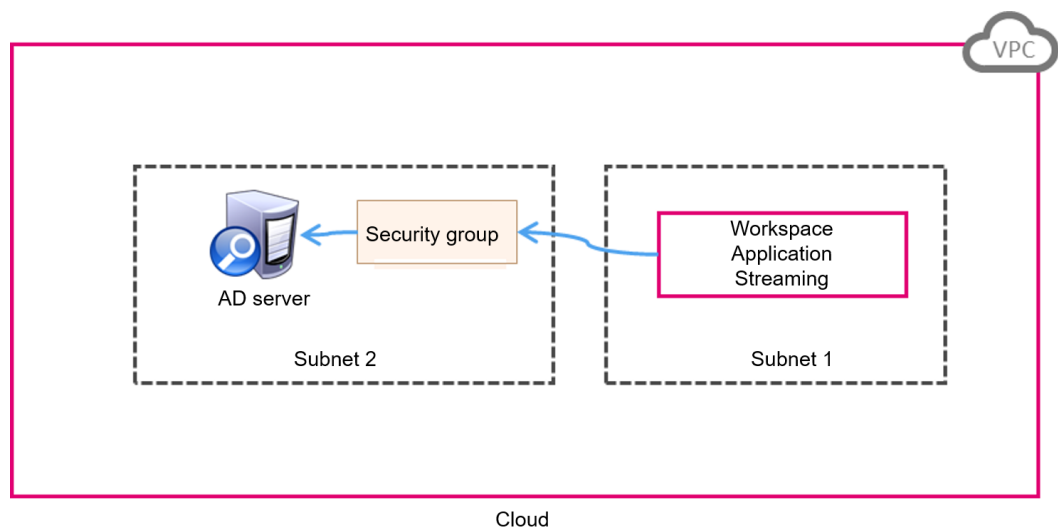 VPC
Security group
AD server
Subnet 2
Workspace
Application
Streaming
Subnet 1
Cloud